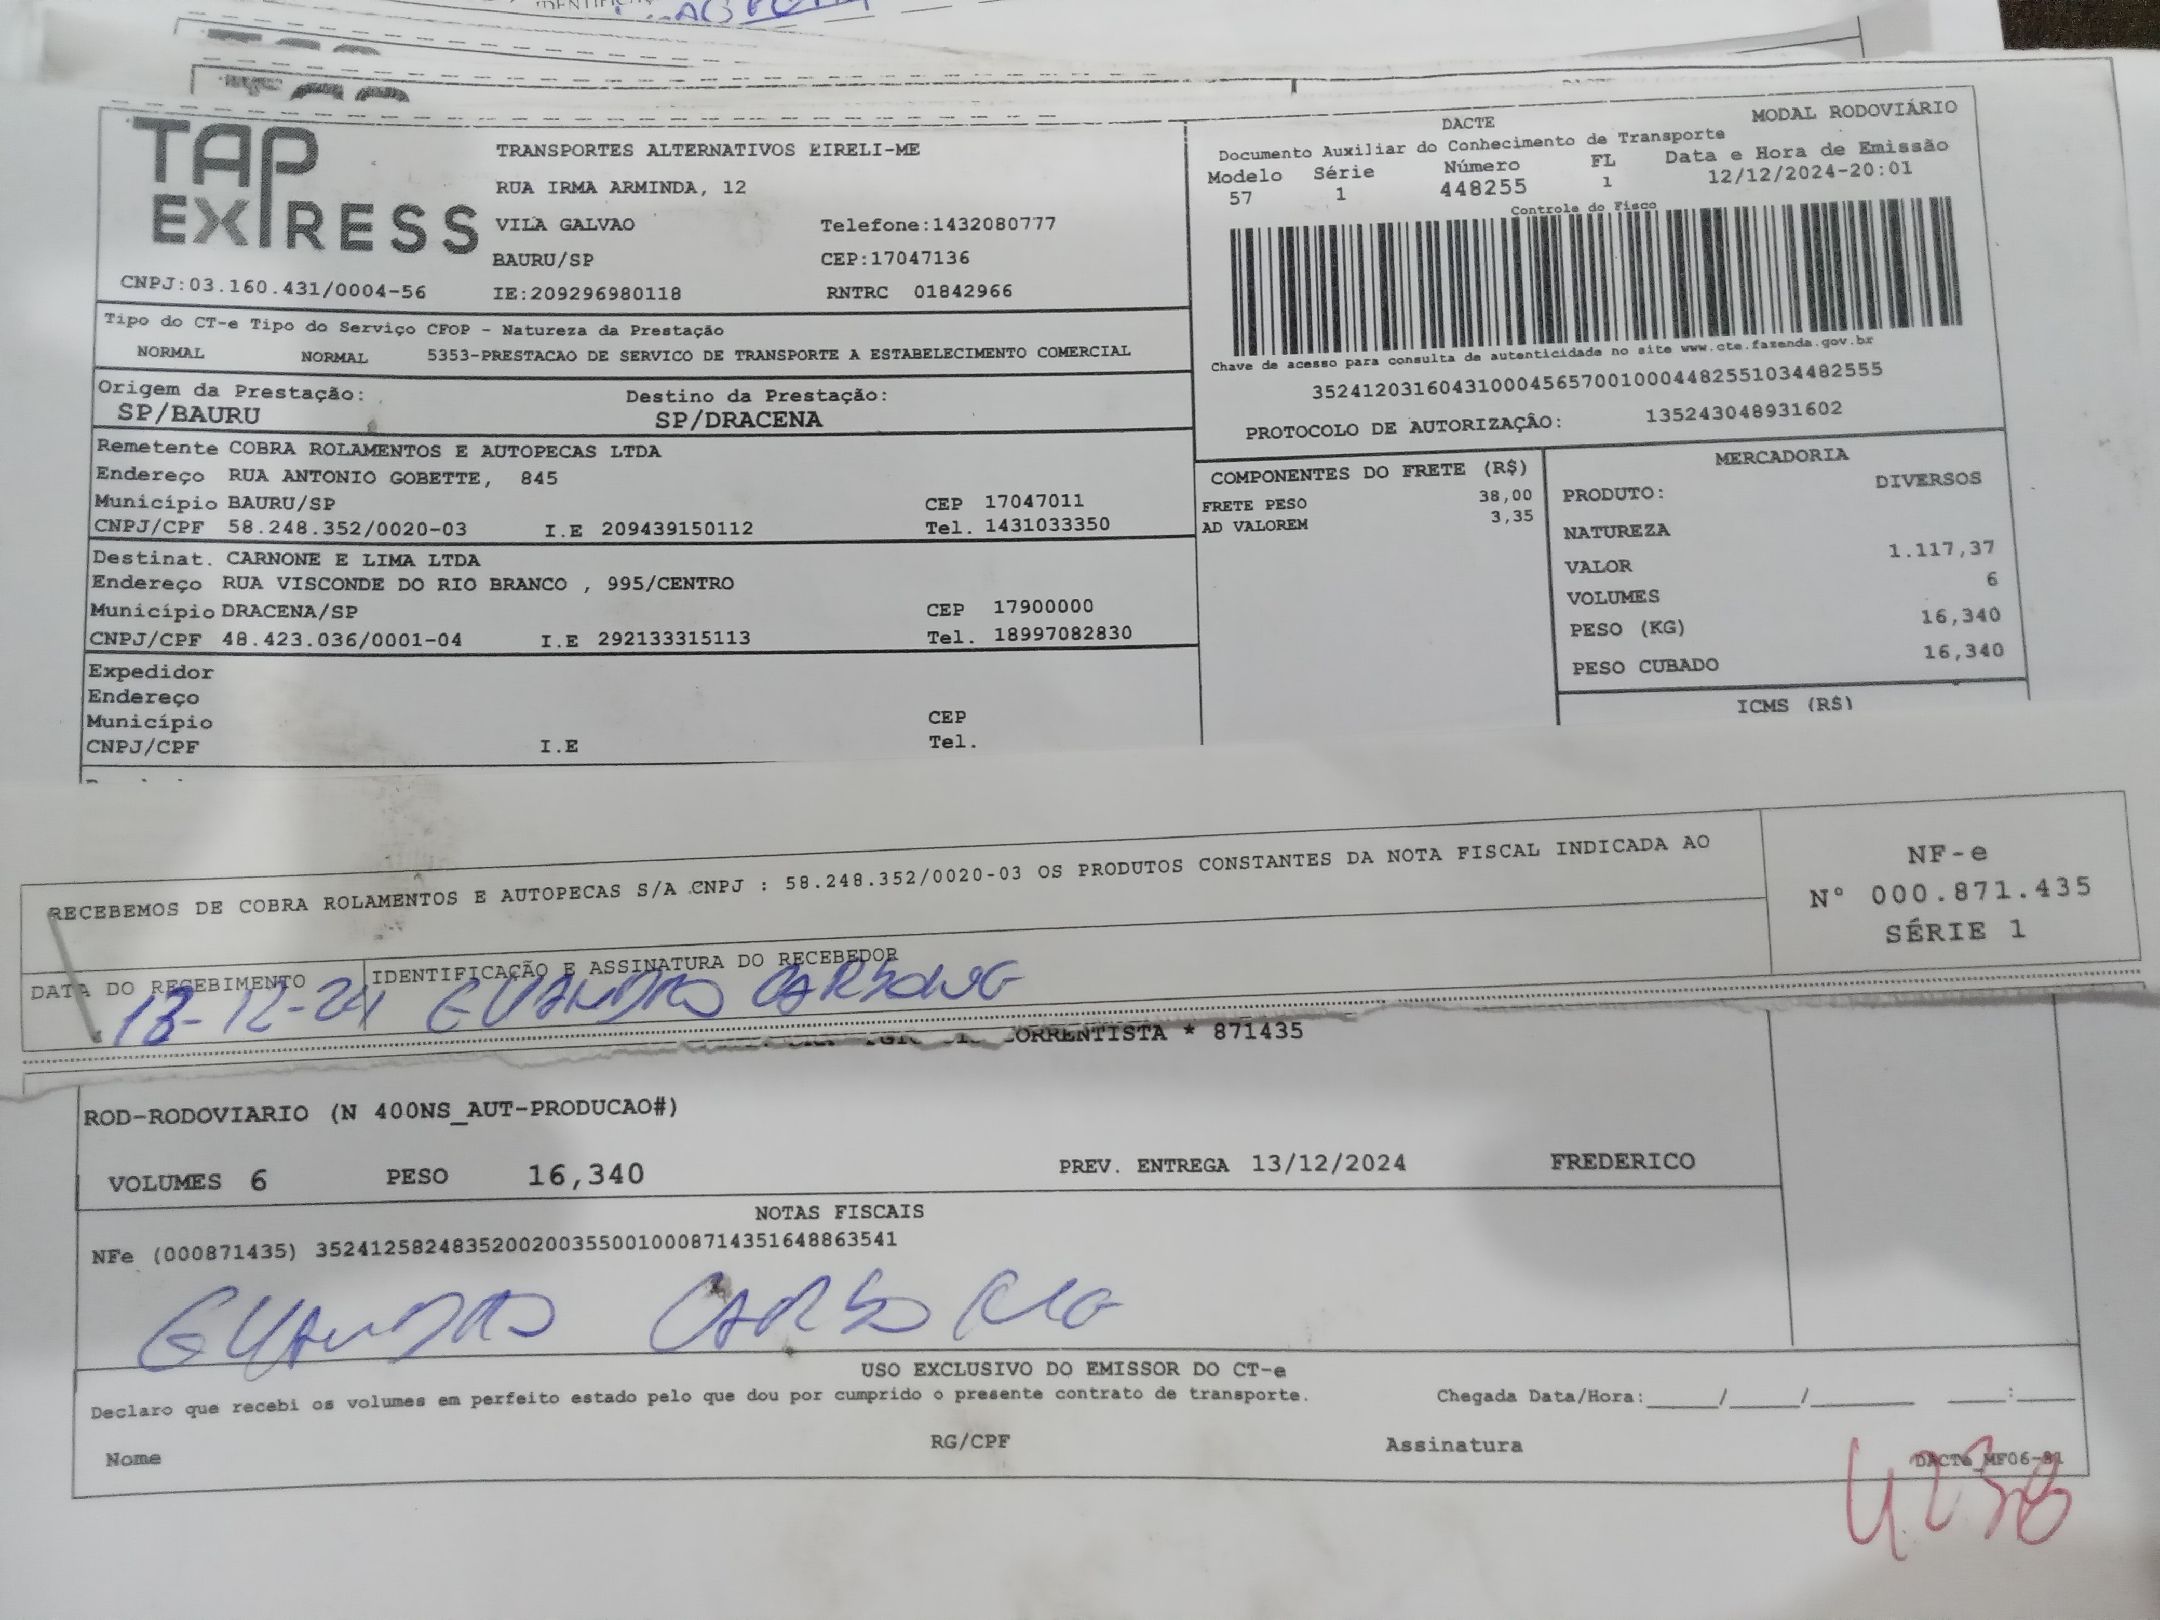 TAP EXPRESS
TRANSPORTES ALTERNATIVOS EIRELI-ME
RUA IRMA ARMINDA, 12
VILA GALVAO Telefone:1432080777
BAURU/SP CEP:17047136
CNPJ:03.160.431/0004-56 IE:209296980118 RNTRC 01842966
DACTE MODAL RODOVIÁRIO
Documento Auxiliar do Conhecimento de Transporte
Modelo Série Número FL Data e Hora de Emissão
57 1 448255 1 12/12/2024-20:01
Controle do Fisco
Chave de acesso para consulta de autenticidade no site www.cte.fazenda.gov.br
35241203160431000456570010004482551034482555
PROTOCOLO DE AUTORIZAÇÃO: 135243048931602
Tipo do CT-e Tipo do Serviço CFOP - Natureza da Prestação
NORMAL NORMAL 5353-PRESTACAO DE SERVICO DE TRANSPORTE A ESTABELECIMENTO COMERCIAL
Origem da Prestação: Destino da Prestação:
SP/BAURU SP/DRACENA
Remetente COBRA ROLAMENTOS E AUTOPECAS LTDA
Endereço RUA ANTONIO GOBETTE, 845
Município BAURU/SP CEP 17047011
CNPJ/CPF 58.248.352/0020-03 I.E 209439150112 Tel. 1431033350
Destinat. CARNONE E LIMA LTDA
Endereço RUA VISCONDE DO RIO BRANCO , 995/CENTRO
Município DRACENA/SP CEP 17900000
CNPJ/CPF 48.423.036/0001-04 I.E 292133315113 Tel. 18997082830
Expedidor
Endereço
Município CEP
CNPJ/CPF I.E Tel.
COMPONENTES DO FRETE (R$)
FRETE PESO 38,00
AD VALOREM 3,35
MERCADORIA
PRODUTO: DIVERSOS
NATUREZA
VALOR 1.117,37
VOLUMES 6
PESO (KG) 16,340
PESO CUBADO 16,340
ICMS (R$)
RECEBEMOS DE COBRA ROLAMENTOS E AUTOPECAS S/A CNPJ : 58.248.352/0020-03 OS PRODUTOS CONSTANTES DA NOTA FISCAL INDICADA AO
NF-e
N° 000.871.435
SÉRIE 1
DATA DO RECEBIMENTO IDENTIFICAÇÃO E ASSINATURA DO RECEBEDOR
13-12-24
CORRENTISTA * 871435
ROD-RODOVIARIO (N 400NS_AUT-PRODUCAO#)
VOLUMES 6 PESO 16,340 PREV. ENTREGA 13/12/2024 FREDERICO
NOTAS FISCAIS
NFe (000871435) 35241258248352002003550010008714351648863541
USO EXCLUSIVO DO EMISSOR DO CT-e
Declaro que recebi os volumes em perfeito estado pelo que dou por cumprido o presente contrato de transporte. Chegada Data/Hora:_____/_____/_______ ____:____
Nome RG/CPF Assinatura